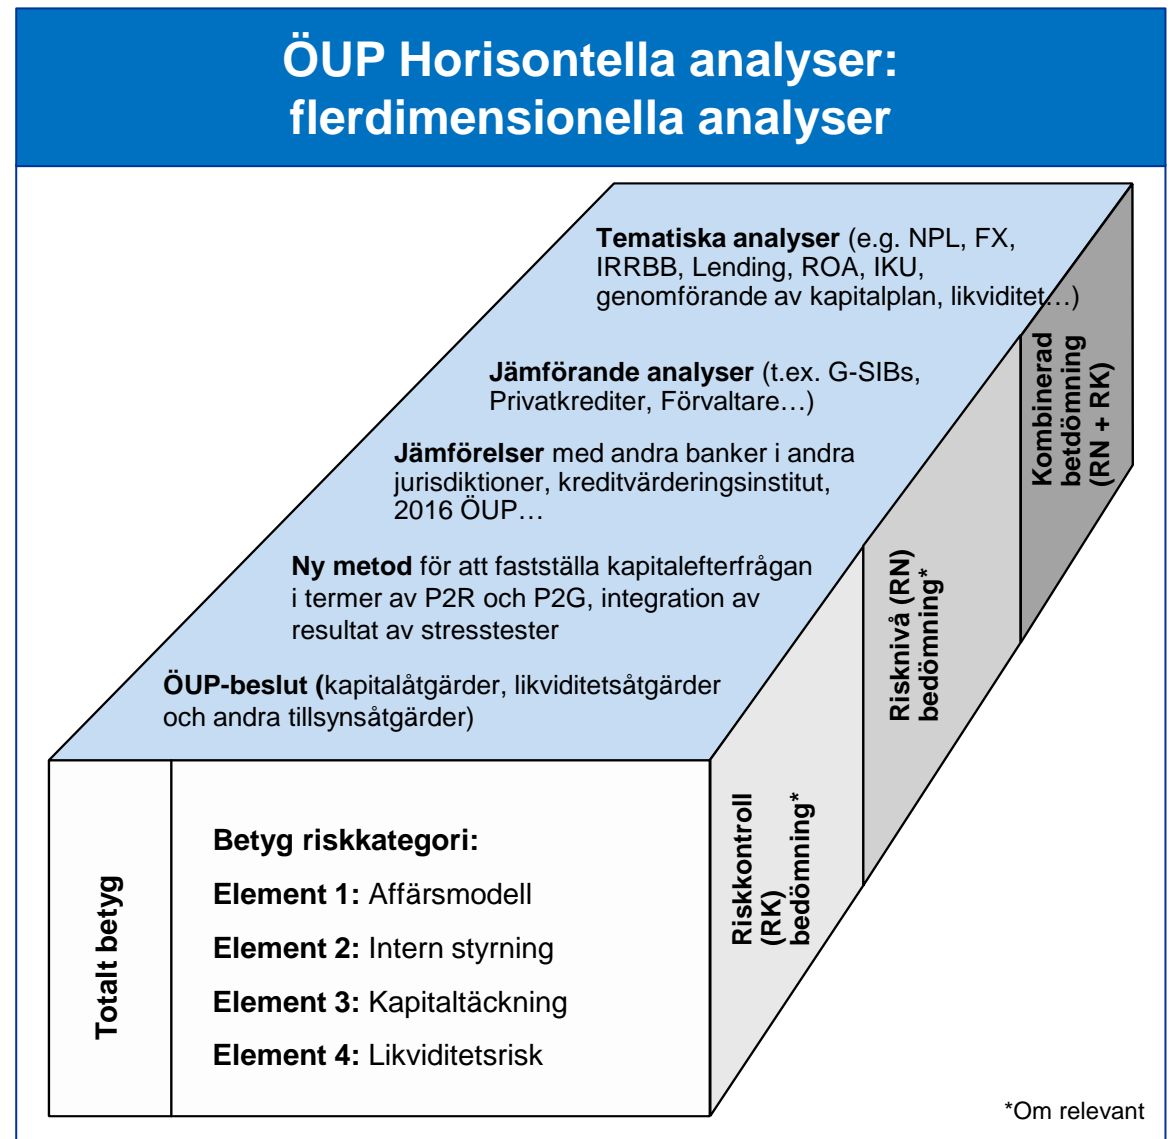 ÖUP Horisontella analyser:
flerdimensionella analyser
Tematiska analyser (e.g. NPL, FX,
IRRBB, Lending, ROA, IKU,
genomförande av kapitalplan, likviditet…)
Jämförande analyser (t.ex. G-SIBs,
Privatkrediter, Förvaltare…)
Jämförelser med andra banker i andra
jurisdiktioner, kreditvärderingsinstitut,
2016 ÖUP…
Ny metod för att fastställa kapitalefterfrågan
i termer av P2R och P2G, integration av
resultat av stresstester
ÖUP-beslut (kapitalåtgärder, likviditetsåtgärder
och andra tillsynsåtgärder)
Totalt betyg
Betyg riskkategori:
Element 1: Affärsmodell
Element 2: Intern styrning
Element 3: Kapitaltäckning
Element 4: Likviditetsrisk
Riskkontroll
(RK)
bedömning*
Risknivå (RN)
bedömning*
Kombinerad
betdömning
(RN + RK)
*Om relevant